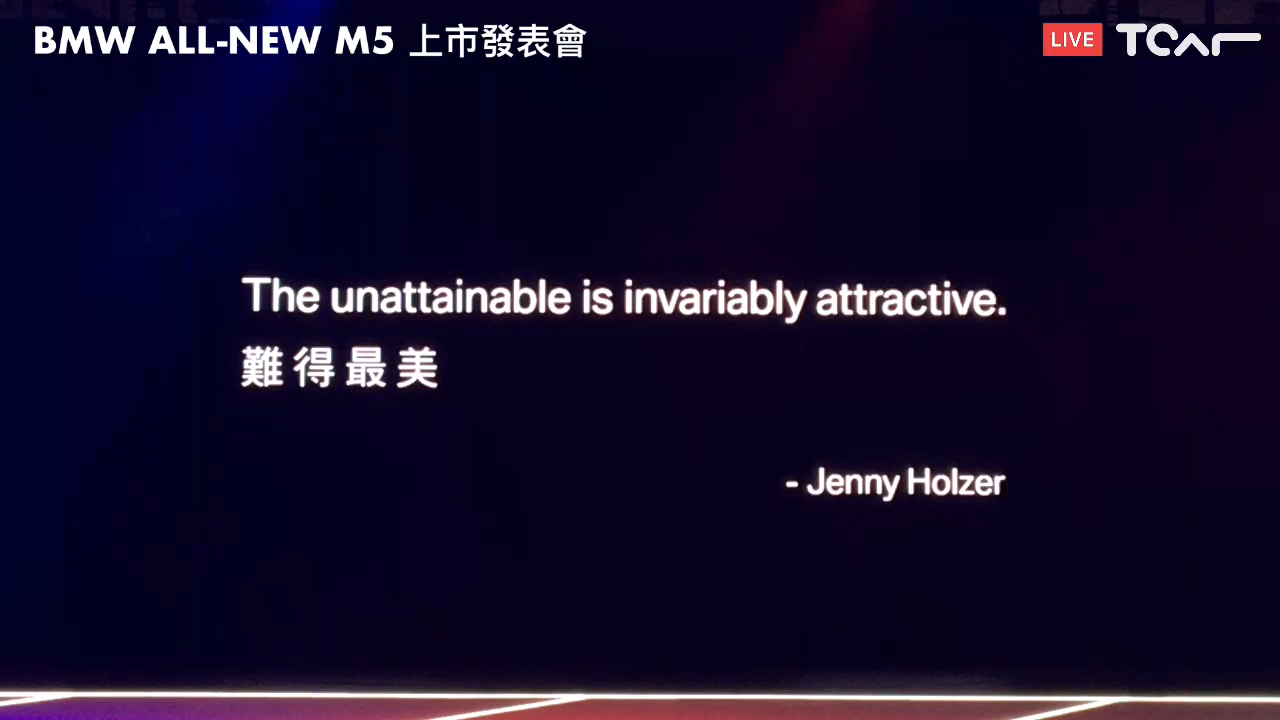 BMW ALL-NEW M5 上市發表會
LIVE TCAR
The unattainable is invariably attractive.
難得最美
- Jenny Holzer